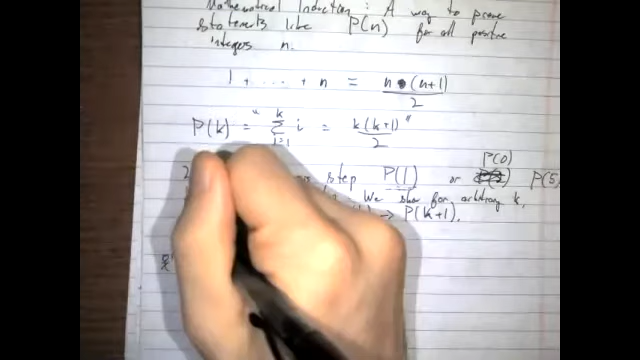 Mathematical Induction: A way to prove
statements like P(n) for all positive
integers n.
1 + ... + n = n • (n+1) / 2
P(k) = " k Σ i=1 i = k(k+1) / 2 "
P(0)
2 step P(1) or P(5)
We show for arbitrary k,
→ P(k+1).